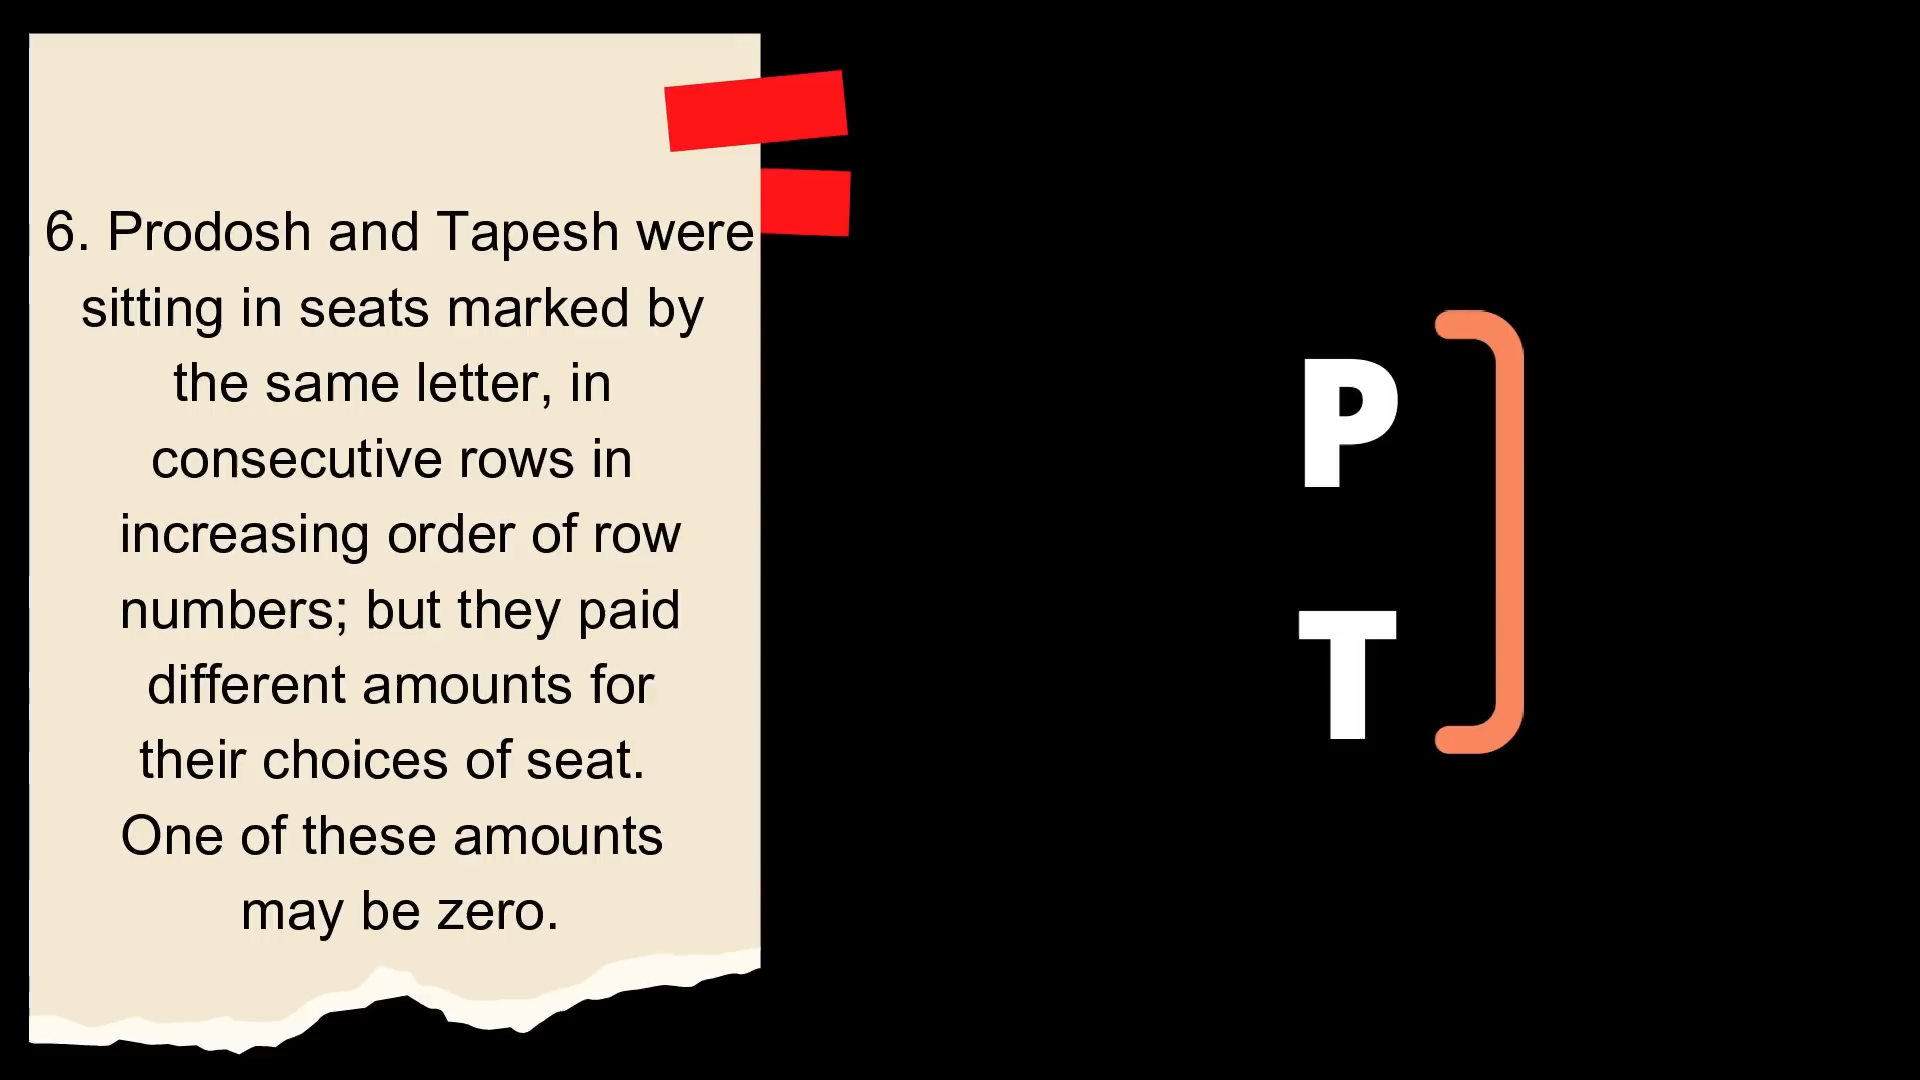 6. Prodosh and Tapesh were
sitting in seats marked by
the same letter, in
consecutive rows in
increasing order of row
numbers; but they paid
different amounts for
their choices of seat.
One of these amounts
may be zero.
P
T